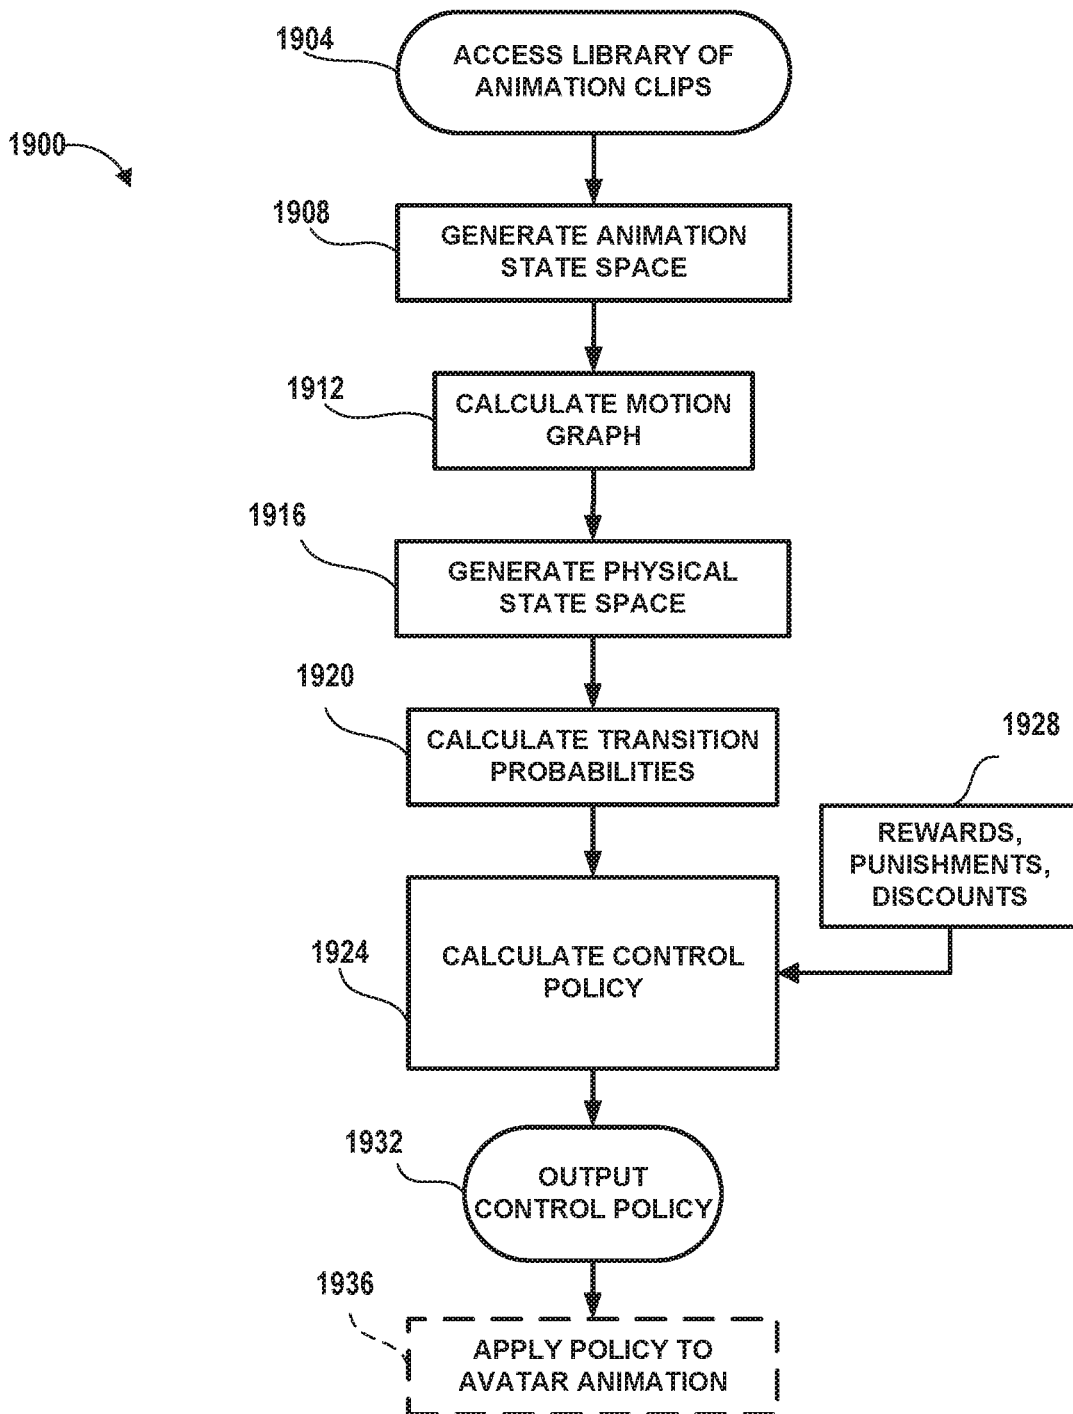 1904
ACCESS LIBRARY OF
ANIMATION CLIPS
1900
1908
GENERATE ANIMATION
STATE SPACE
1912
CALCULATE MOTION
GRAPH
1916
GENERATE PHYSICAL
STATE SPACE
1920
CALCULATE TRANSITION
PROBABILITIES
1928
REWARDS,
PUNISHMENTS,
DISCOUNTS
1924
CALCULATE CONTROL
POLICY
1932
OUTPUT
CONTROL POLICY
1936
APPLY POLICY TO
AVATAR ANIMATION